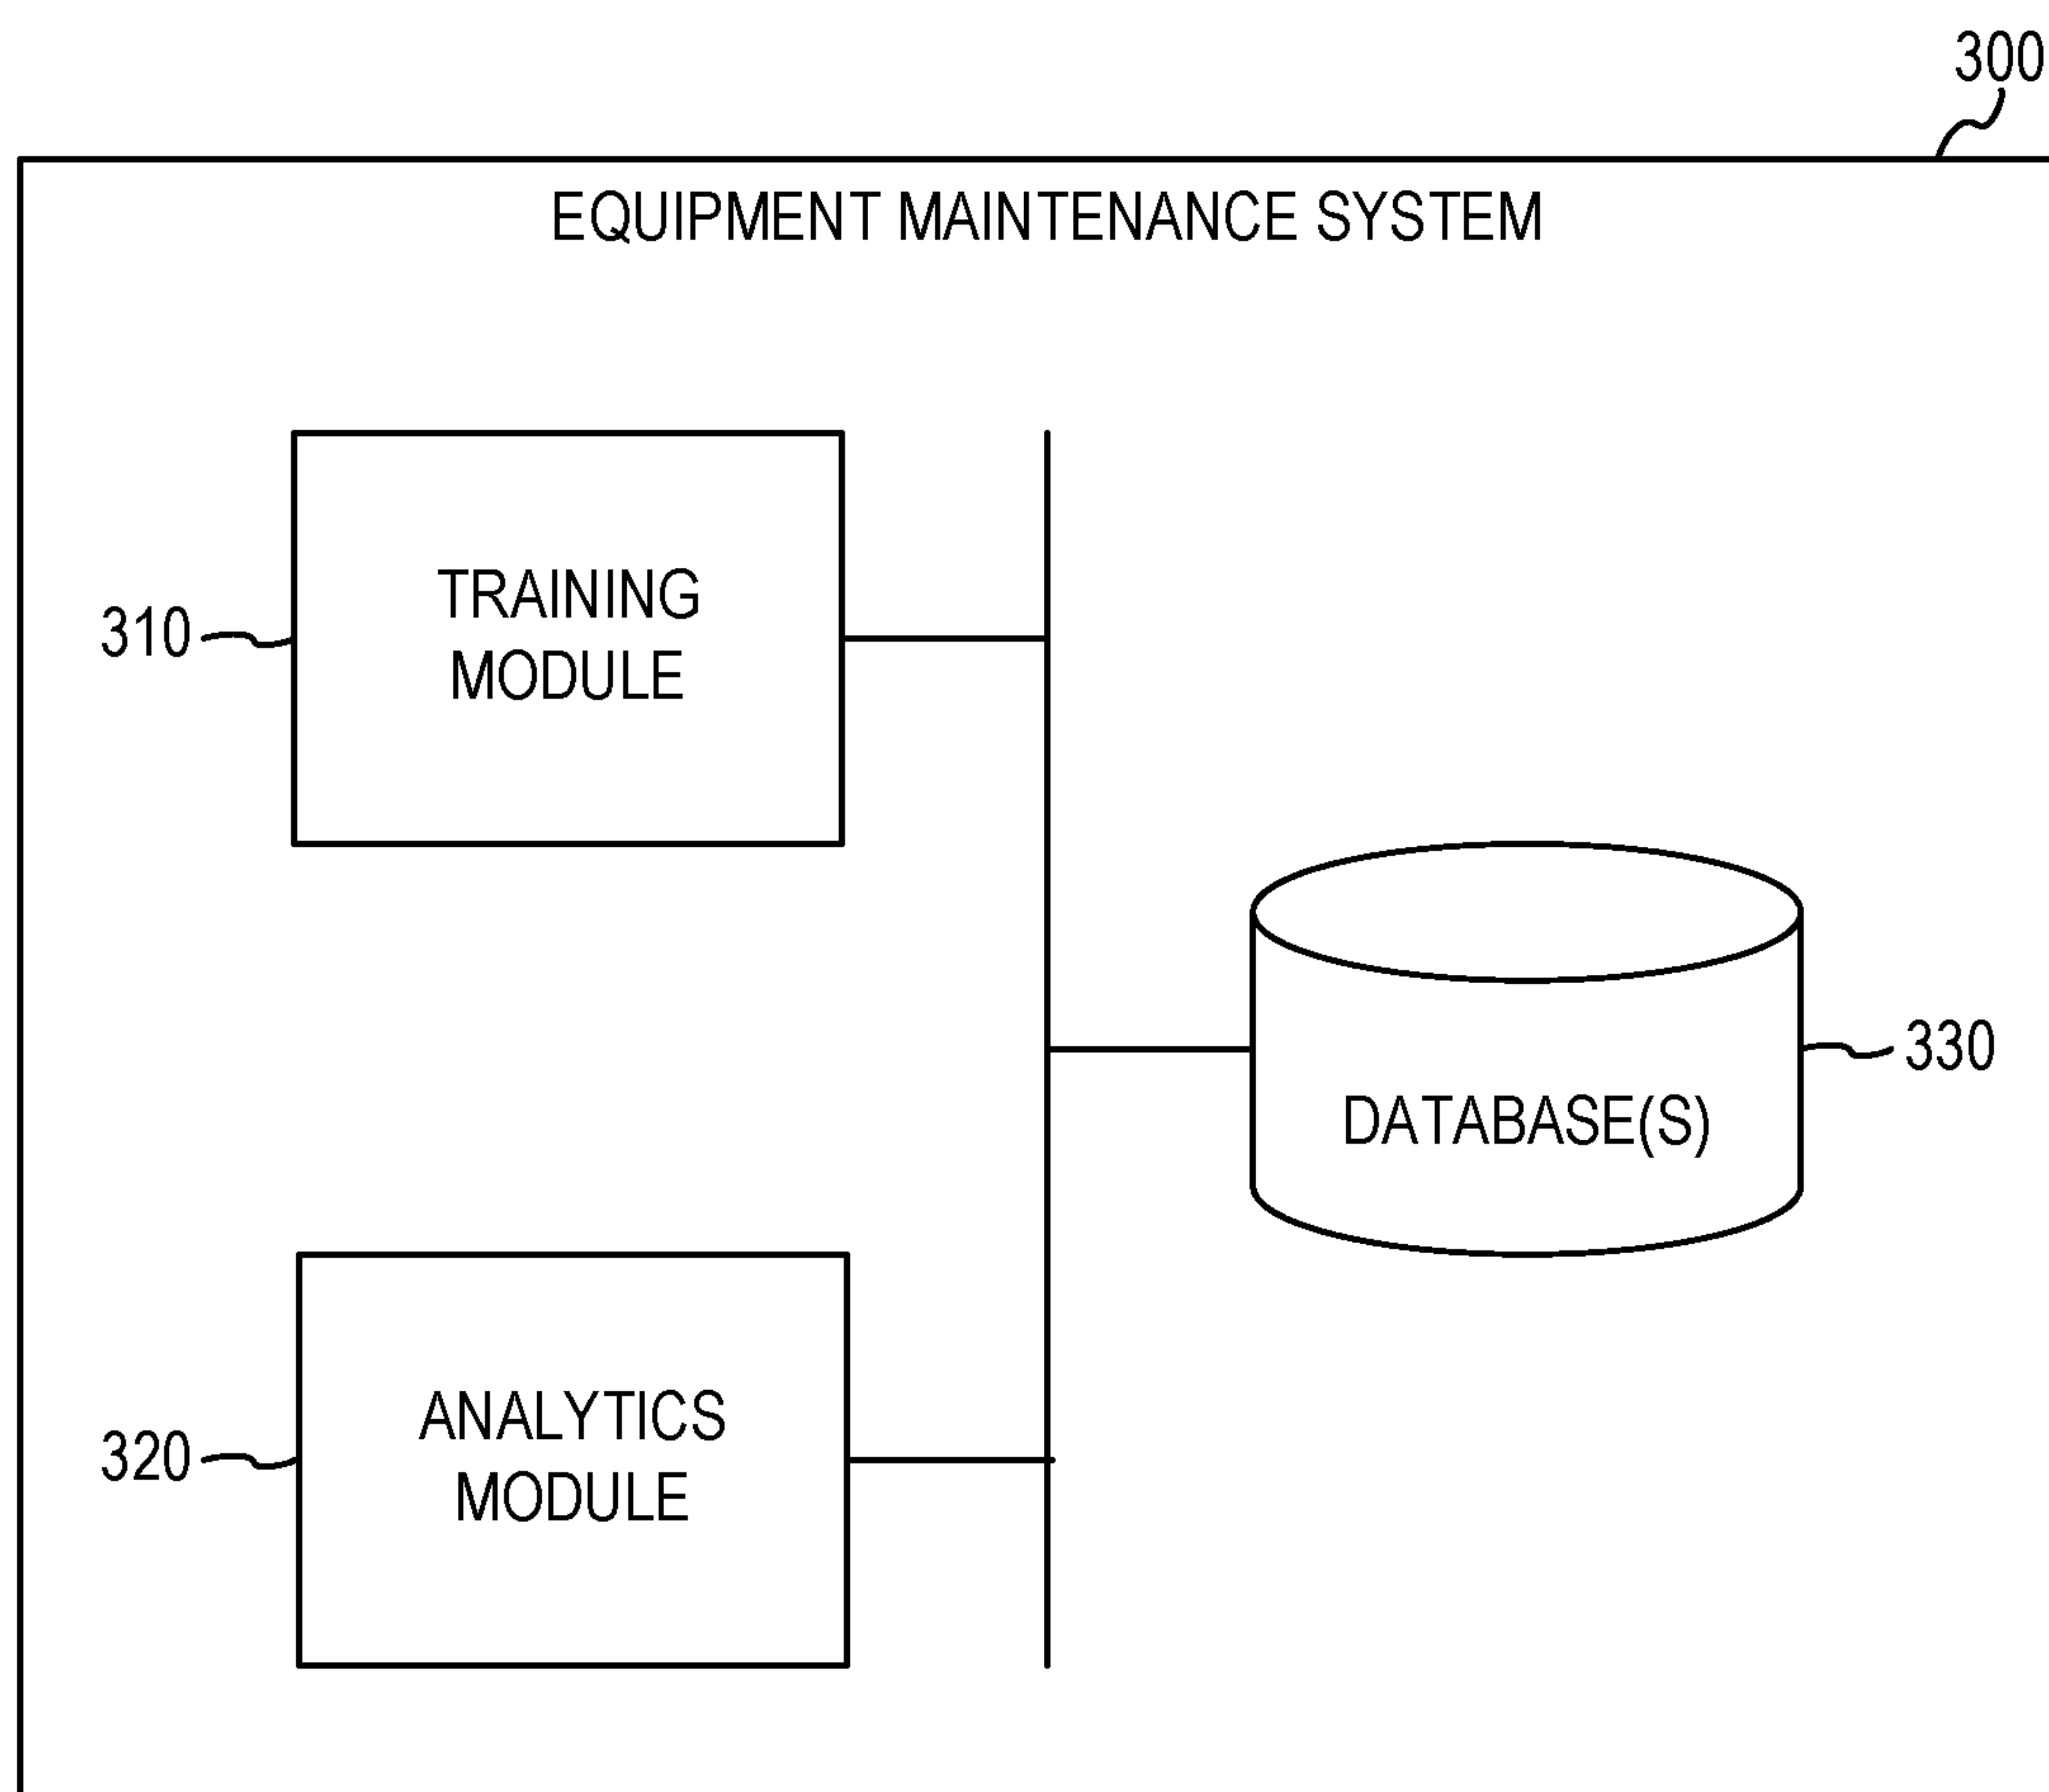 300
EQUIPMENT MAINTENANCE SYSTEM
310
TRAINING
MODULE
330
DATABASE(S)
320
ANALYTICS
MODULE